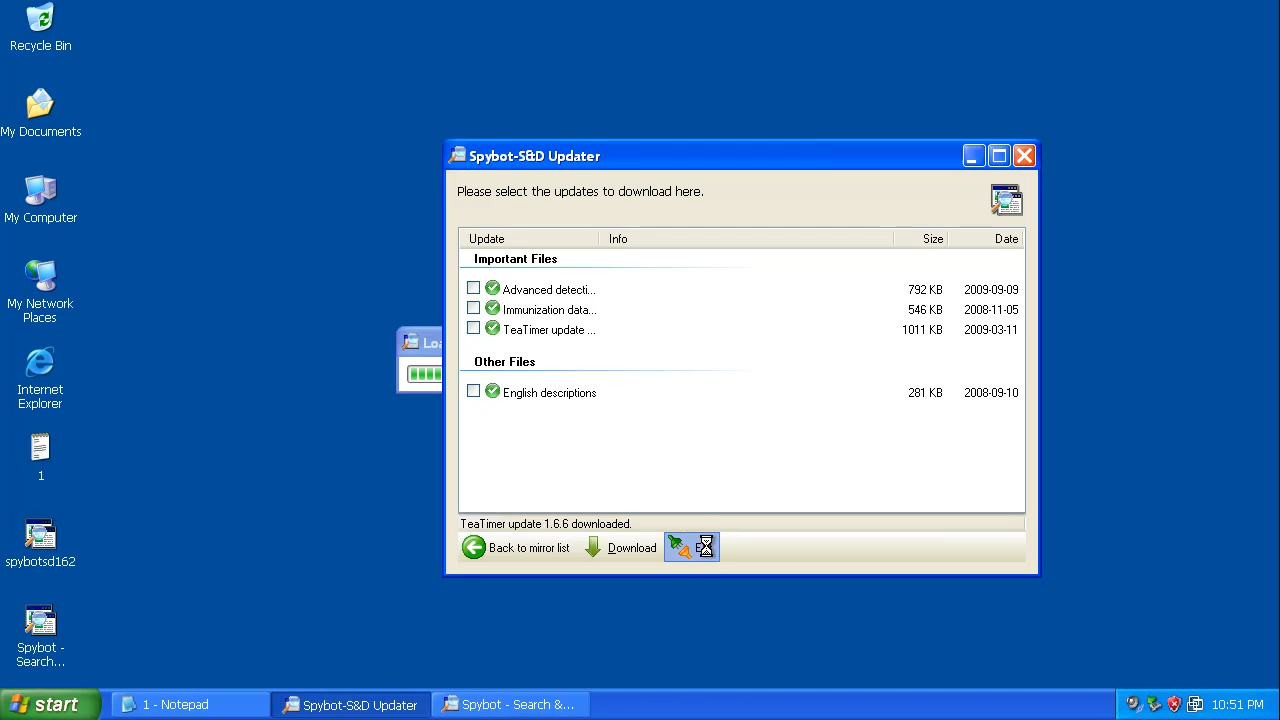 Recycle Bin
My Documents
My Computer
My Network
Places
Internet
Explorer
1
spybotsd162
Spybot -
Search...
Loa
Spybot-S&D Updater
Please select the updates to download here.
Update Info Size Date
Important Files
Advanced detecti... 792 KB 2009-09-09
Immunization data... 546 KB 2008-11-05
TeaTimer update ... 1011 KB 2009-03-11
Other Files
English descriptions 281 KB 2008-09-10
TeaTimer update 1.6.6 downloaded.
Back to mirror list Download
start 1 - Notepad Spybot-S&D Updater Spybot - Search &... 10:51 PM